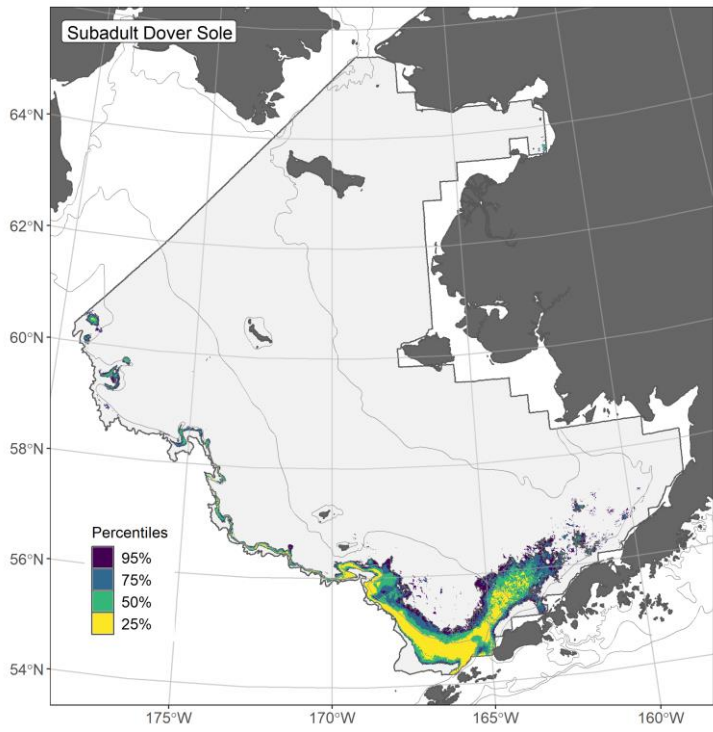 Subadult Dover Sole
64°N
62°N
60°N
58°N
56°N
54°N
Percentiles
95%
75%
50%
25%
175°W
170°W
165°W
160°W